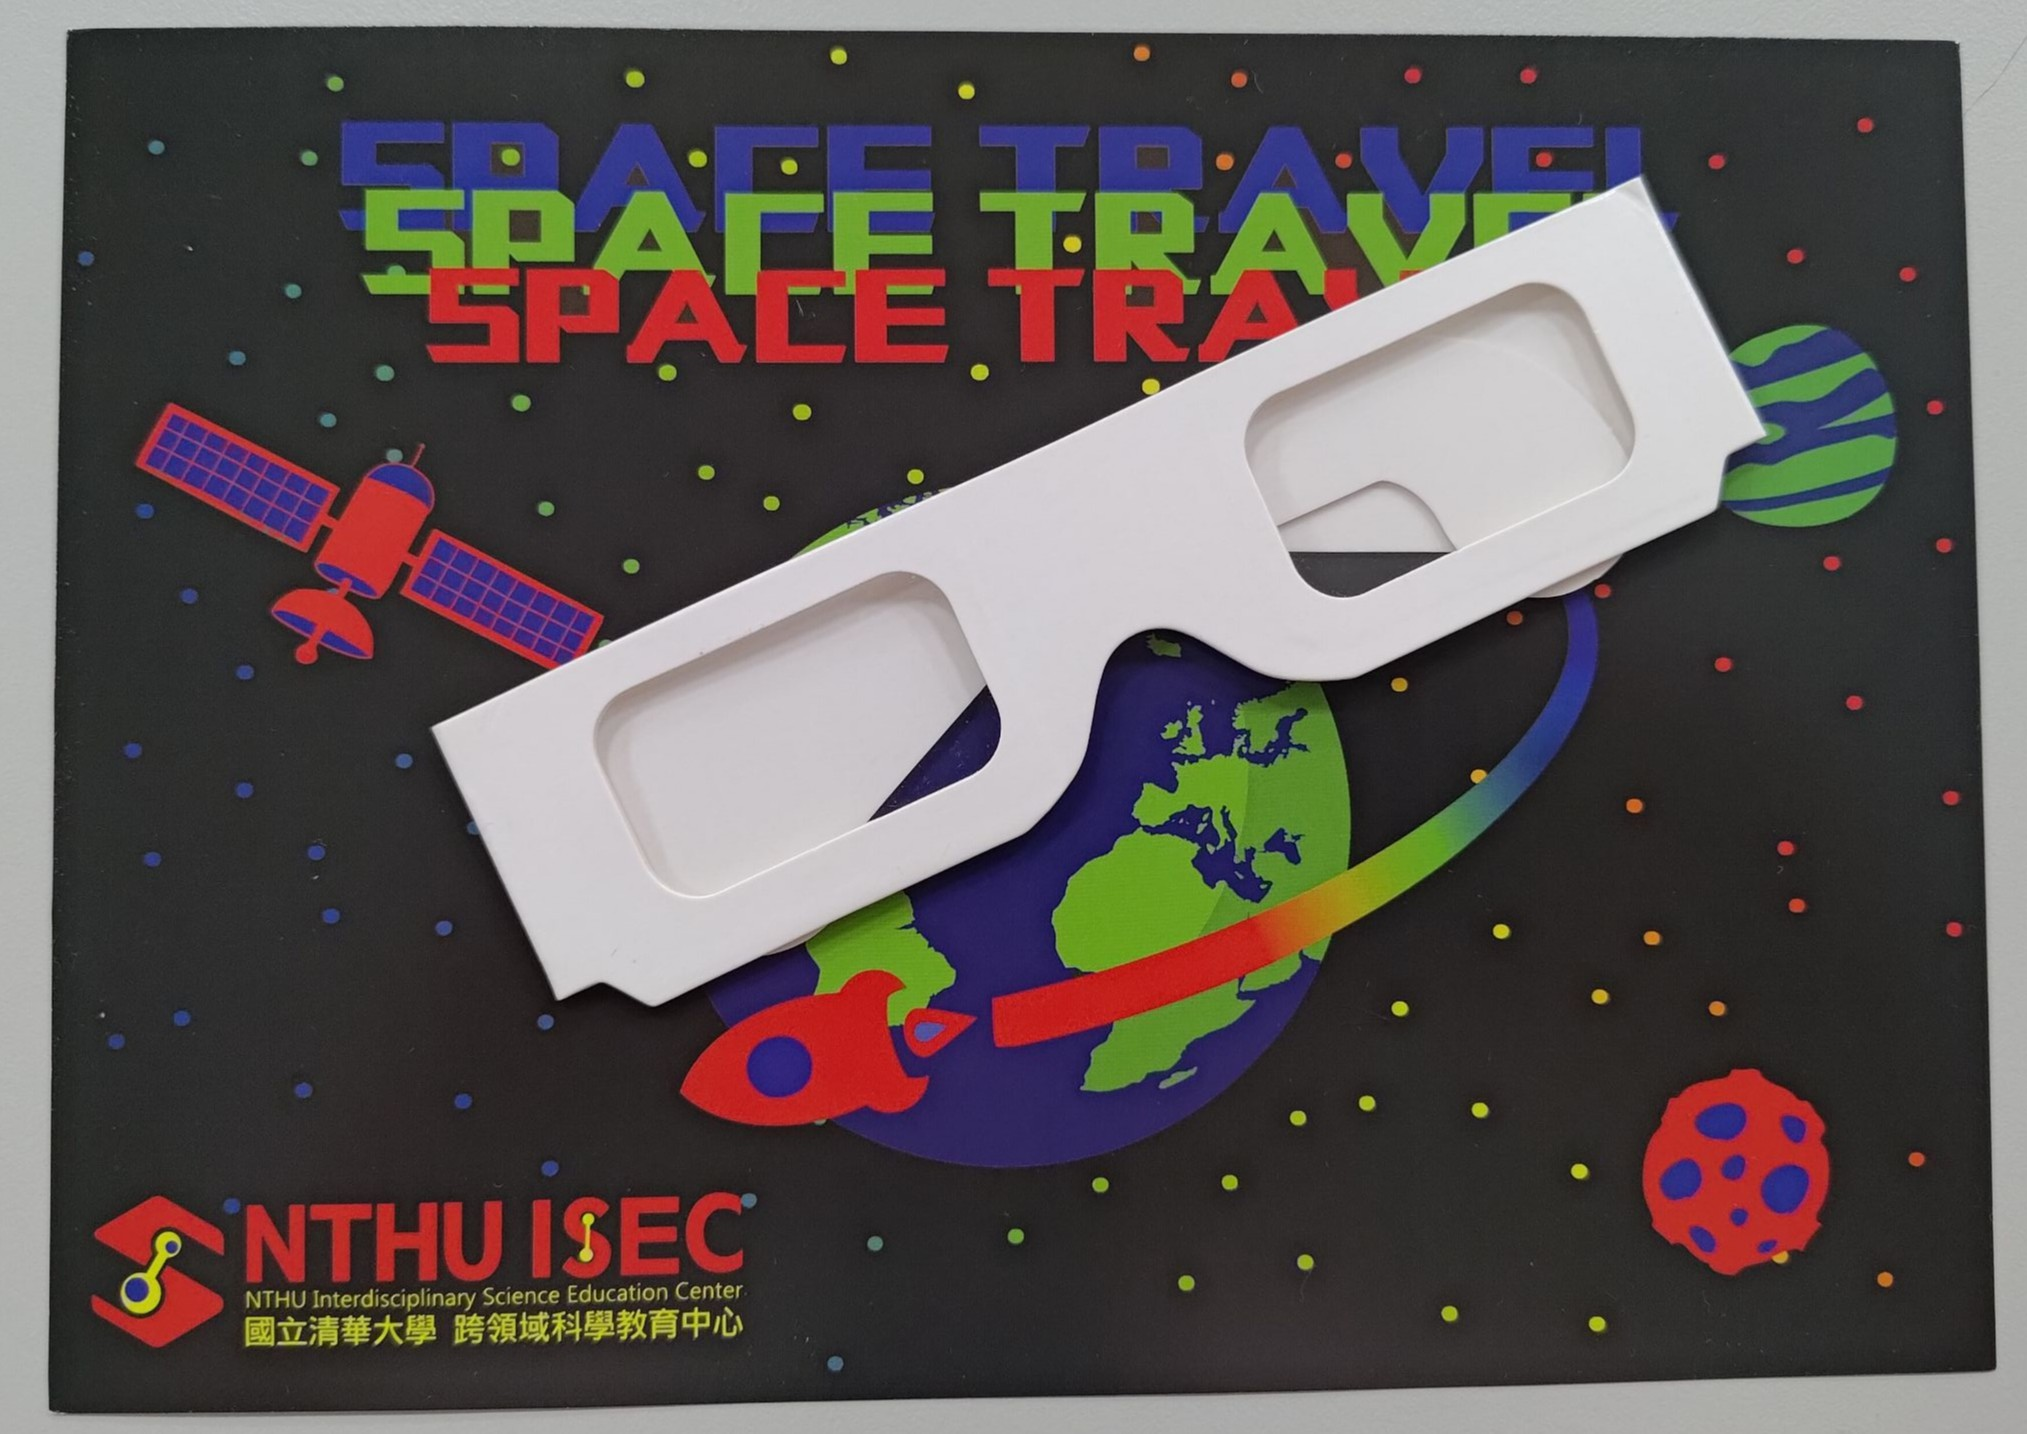 SPACE TRAVEL
SPACE TRAVEL
SPACE TRAV
NTHU ISEC
NTHU Interdisciplinary Science Education Center
國立清華大學 跨領域科學教育中心